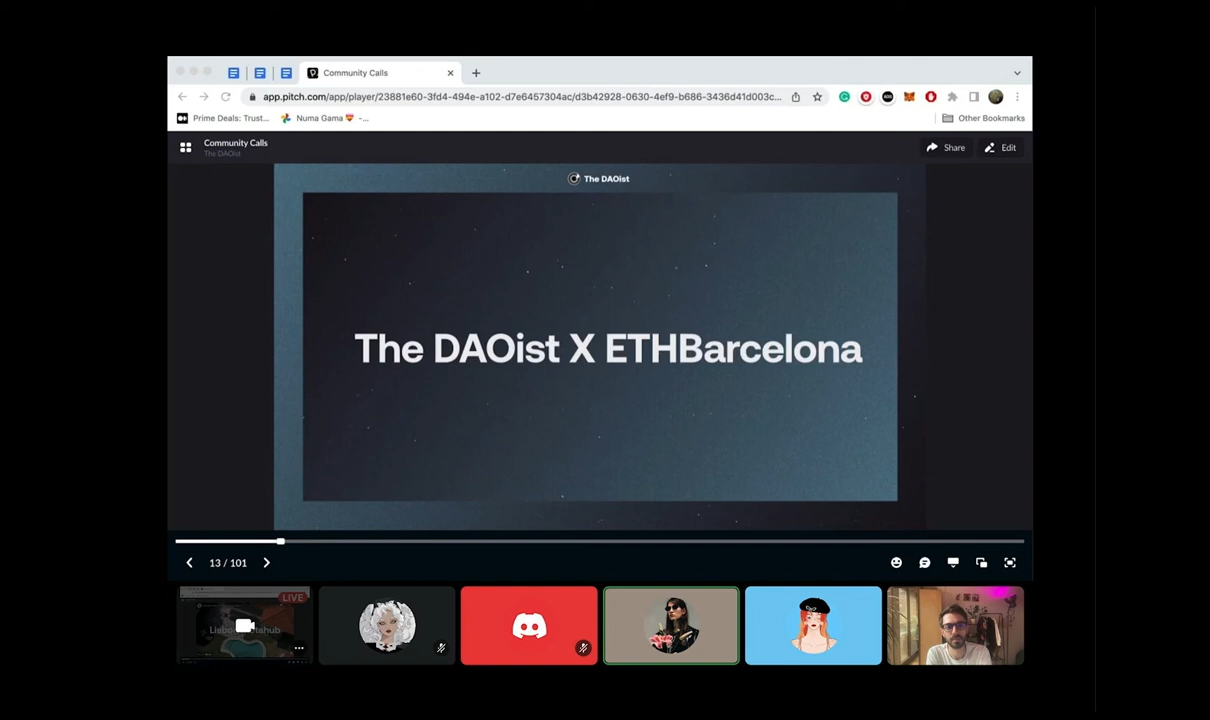 Community Calls
app.pitch.com/app/player/23881e60-3fd4-494e-a102-d7e6457304ac/d3b42928-0630-4ef9-b686-3436d41d003c...
Prime Deals: Trust...
Numa Gama
-...
Other Bookmarks
Community Calls
The DAOist
Share
Edit
The DAOist
The DAOist X ETHBarcelona
13 / 101
LIVE